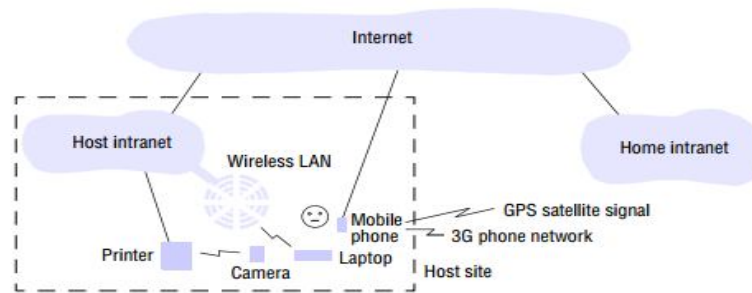 Internet
Host intranet
Wireless LAN
Home intranet
Mobile
phone
GPS satellite signal
3G phone network
Printer
Camera
Laptop
Host site